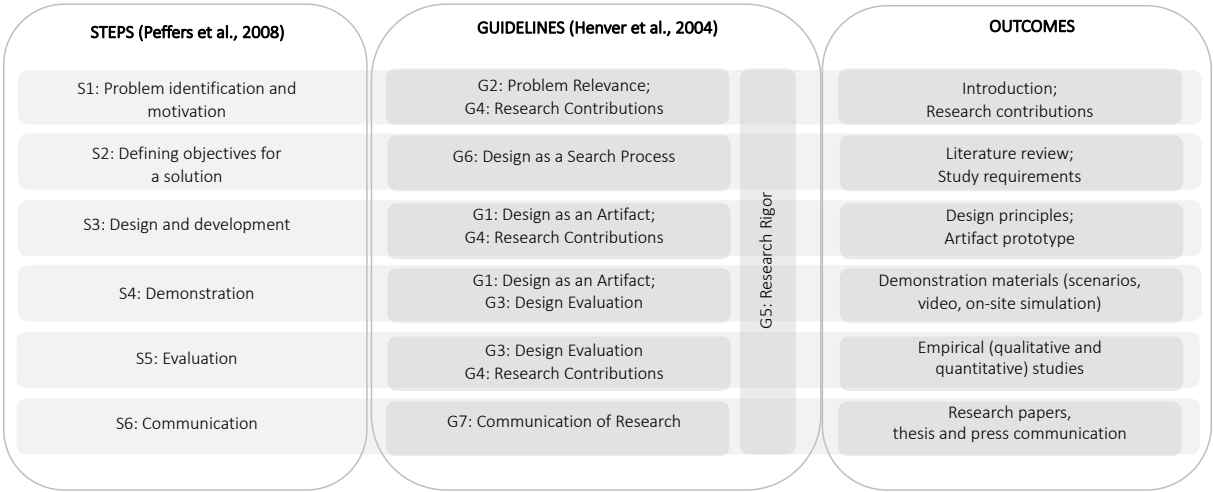 STEPS (Peffers et al., 2008)
GUIDELINES (Henver et al., 2004)
OUTCOMES
S1: Problem identification and
motivation
G2: Problem Relevance;
G4: Research Contributions
Introduction;
Research contributions
S2: Defining objectives for
a solution
G6: Design as a Search Process
Literature review;
Study requirements
S3: Design and development
G1: Design as an Artifact;
G4: Research Contributions
Design principles;
Artifact prototype
S4: Demonstration
G1: Design as an Artifact;
G3: Design Evaluation
Demonstration materials (scenarios,
video, on-site simulation)
S5: Evaluation
G3: Design Evaluation
G4: Research Contributions
Empirical (qualitative and
quantitative) studies
S6: Communication
G7: Communication of Research
Research papers,
thesis and press communication
G5: Research Rigor